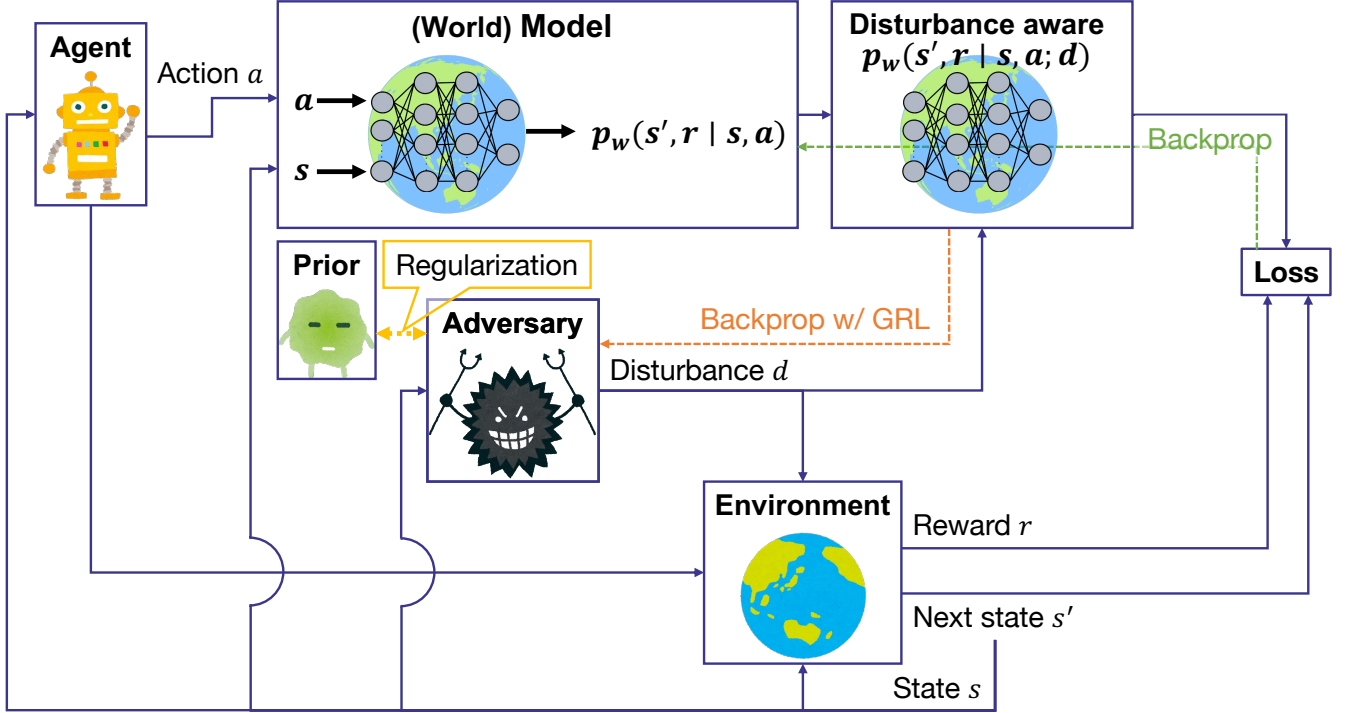 Agent
Action a
(World) Model
a
s
p_w(s', r | s, a)
Disturbance aware
p_w(s', r | s, a; d)
Backprop
Loss
Prior
Regularization
Adversary
Backprop w/ GRL
Disturbance d
Environment
Reward r
Next state s'
State s